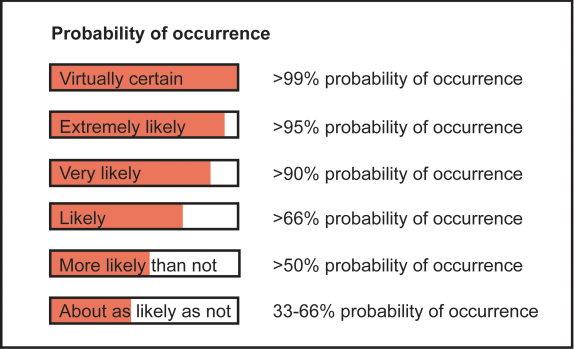 Probability of occurrence
Virtually certain >99% probability of occurrence
Extremely likely >95% probability of occurrence
Very likely >90% probability of occurrence
Likely >66% probability of occurrence
More likely than not >50% probability of occurrence
About as likely as not 33-66% probability of occurrence